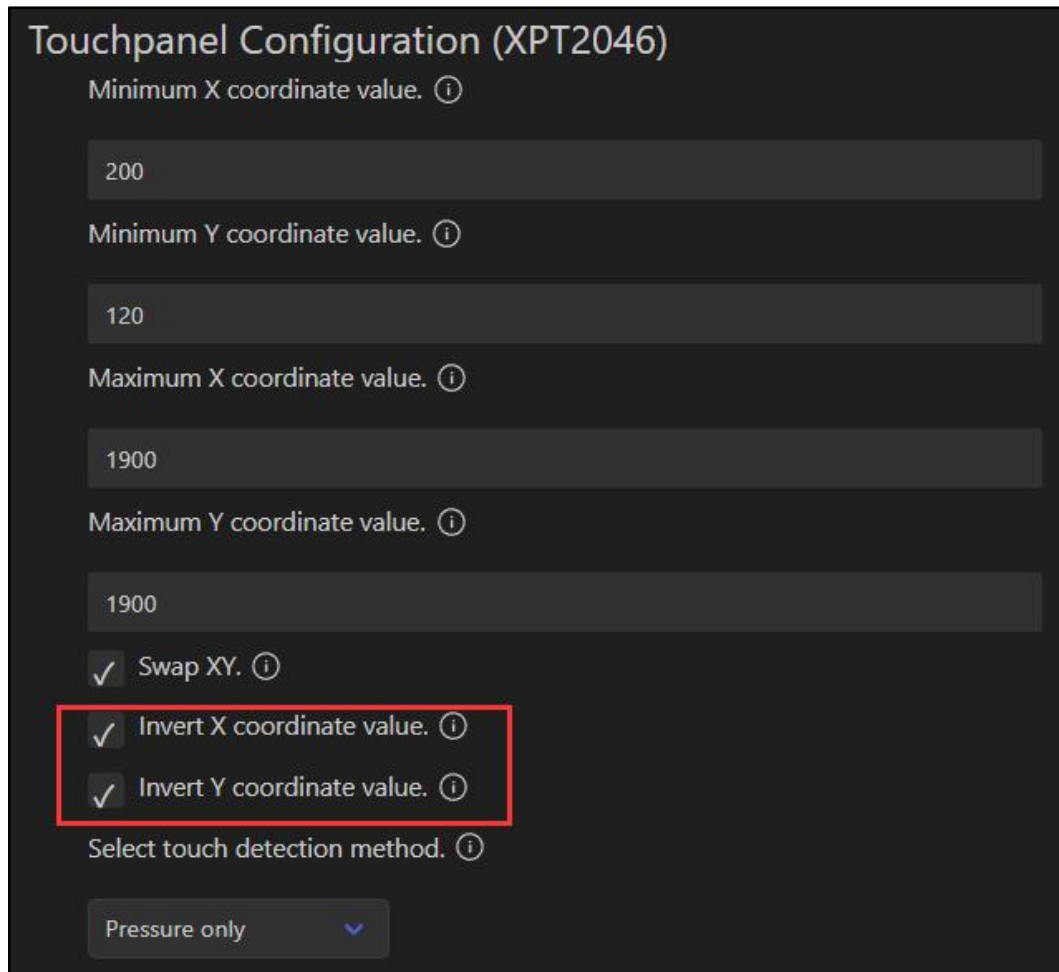 Touchpanel Configuration (XPT2046)
Minimum X coordinate value.
200
Minimum Y coordinate value.
120
Maximum X coordinate value.
1900
Maximum Y coordinate value.
1900
Swap XY.
Invert X coordinate value.
Invert Y coordinate value.
Select touch detection method.
Pressure only